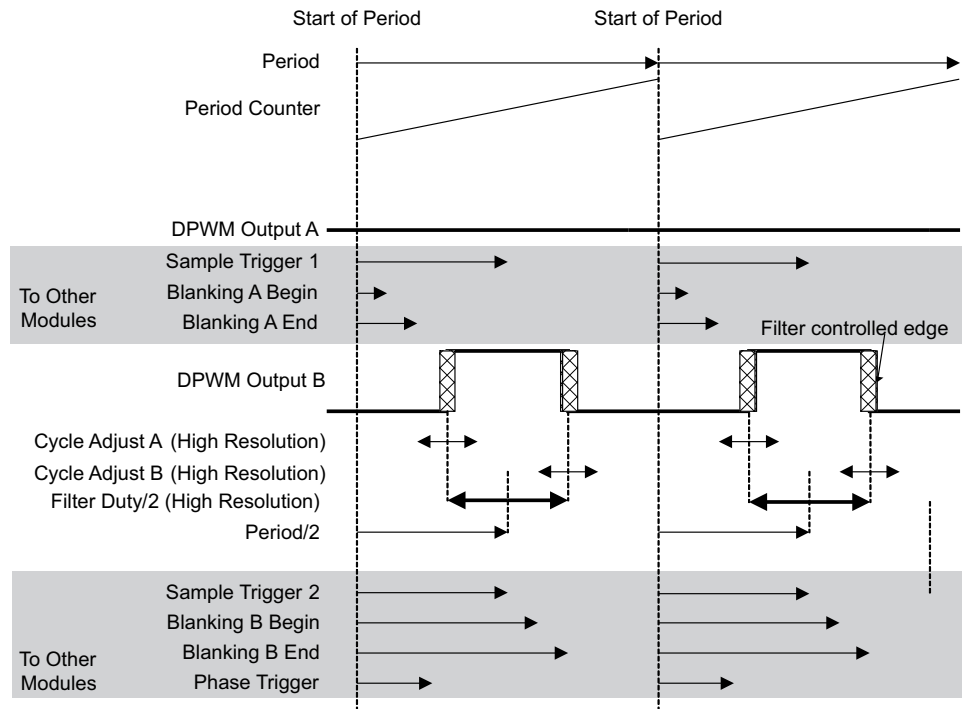 Start of Period
Start of Period
Period
Period Counter
DPWM Output A
To Other
Modules
Sample Trigger 1
Blanking A Begin
Blanking A End
Filter controlled edge
DPWM Output B
Cycle Adjust A (High Resolution)
Cycle Adjust B (High Resolution)
Filter Duty/2 (High Resolution)
Period/2
Sample Trigger 2
Blanking B Begin
Blanking B End
Phase Trigger
To Other
Modules